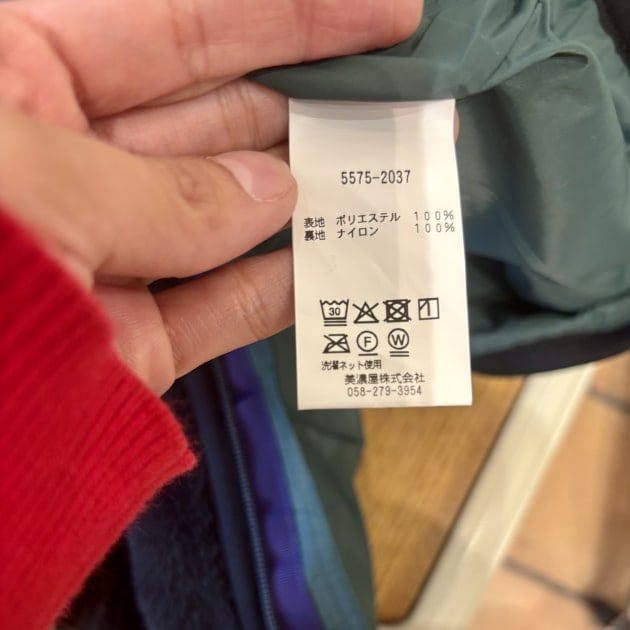 5575-2037
表地 ポリエステル 100%
裏地 ナイロン 100%
30
F W
洗濯ネット使用
美濃屋株式会社
058-279-3954